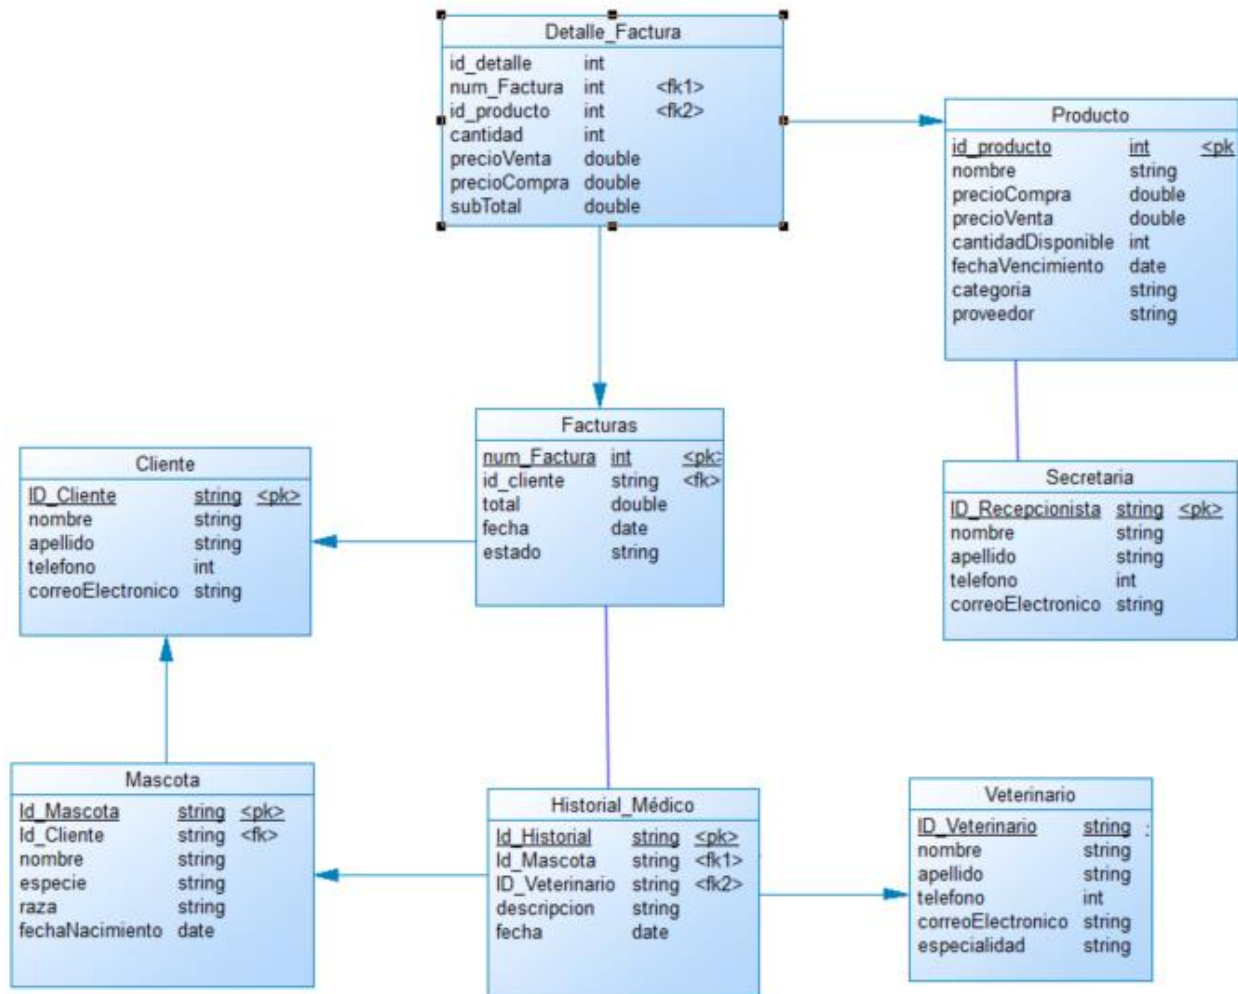 Detalle_Factura
id_detalle int
num_Factura int <fk1>
id_producto int <fk2>
cantidad int
precioVenta double
precioCompra double
subTotal double
Producto
id_producto int <pk
nombre string
precioCompra double
precioVenta double
cantidadDisponible int
fechaVencimiento date
categoria string
proveedor string
Facturas
num_Factura int <pk>
id_cliente string <fk>
total double
fecha date
estado string
Cliente
ID_Cliente string <pk>
nombre string
apellido string
telefono int
correoElectronico string
Secretaria
ID_Recepcionista string <pk>
nombre string
apellido string
telefono int
correoElectronico string
Mascota
Id_Mascota string <pk>
Id_Cliente string <fk>
nombre string
especie string
raza string
fechaNacimiento date
Historial_Médico
Id_Historial string <pk>
Id_Mascota string <fk1>
ID_Veterinario string <fk2>
descripcion string
fecha date
Veterinario
ID_Veterinario string
nombre string
apellido string
telefono int
correoElectronico string
especialidad string